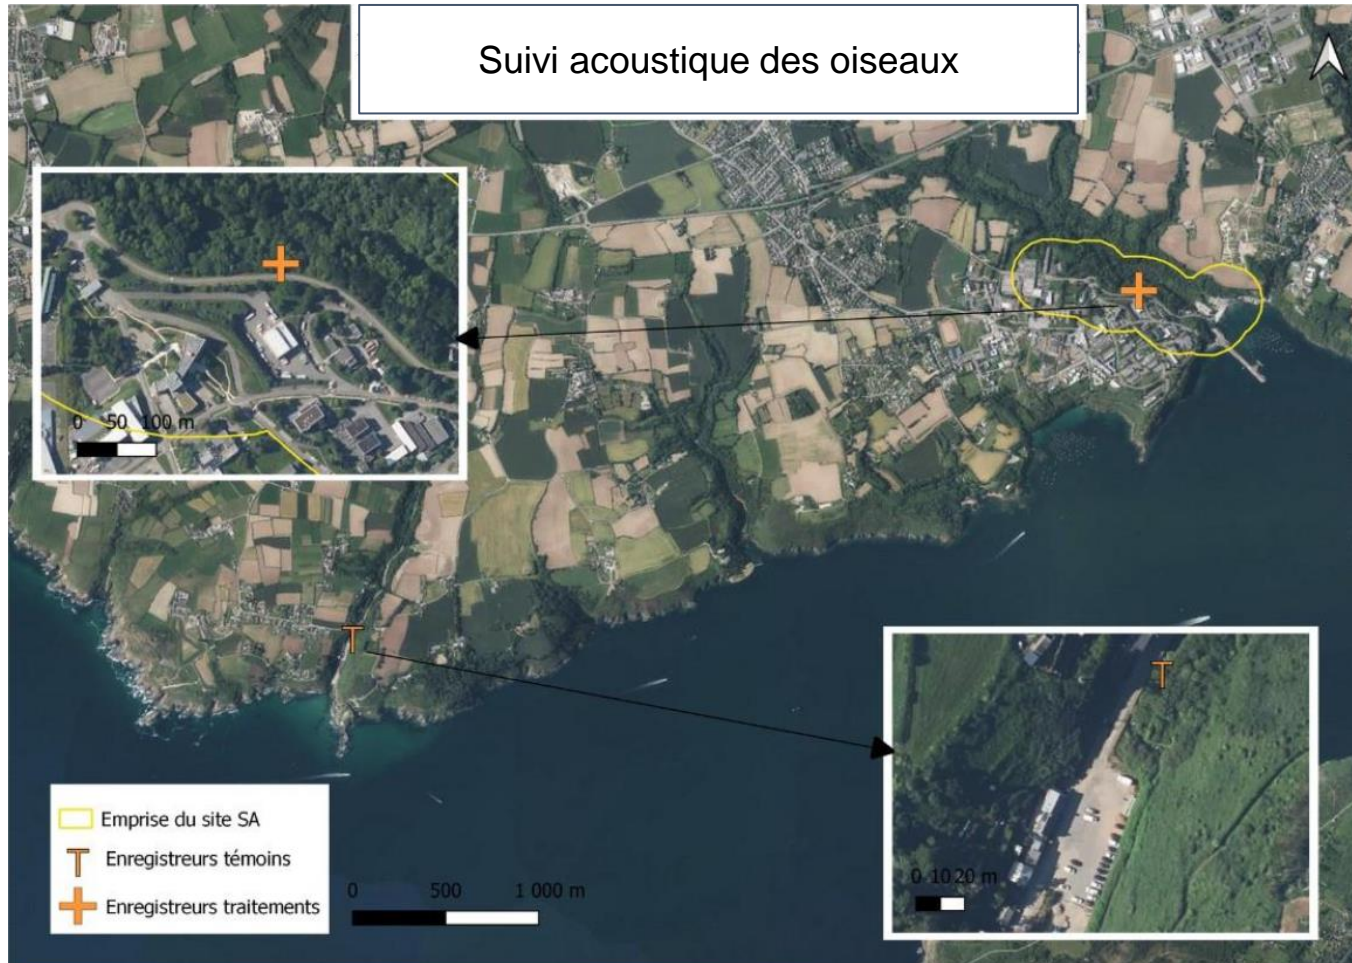 Suivi acoustique des oiseaux
0 50 100 m
T
T
Emprise du site SA
T Enregistreurs témoins
Enregistreurs traitements
0 500 1 000 m
0 10 20 m